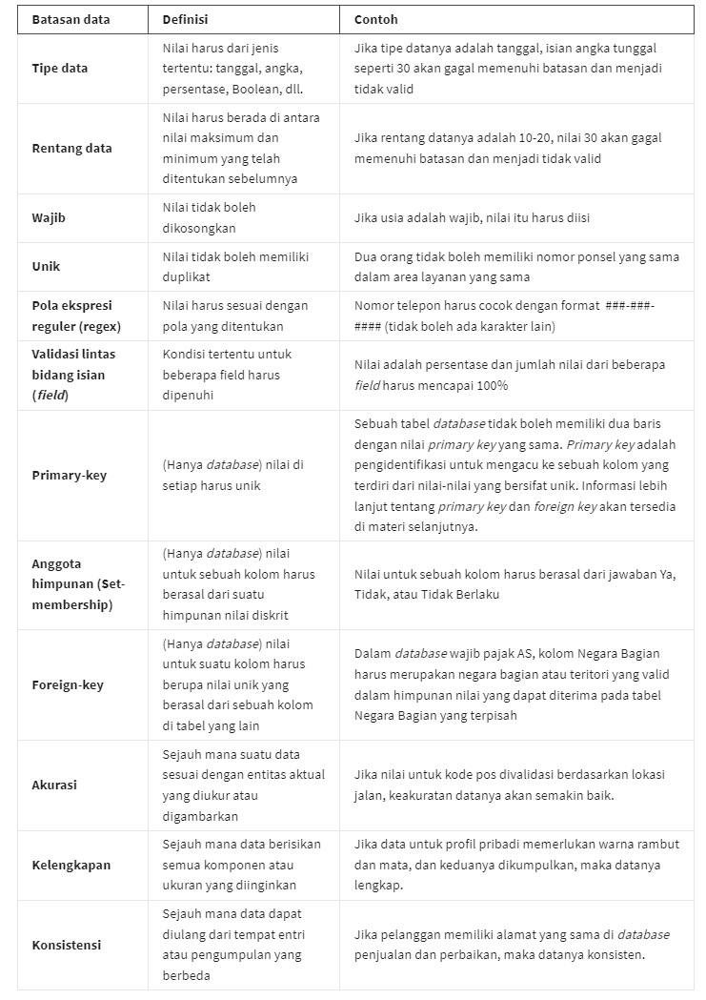 Batasan data
Definisi
Contoh
Tipe data
Nilai harus dari jenis
tertentu: tanggal, angka,
persentase, Boolean, dll.
Jika tipe datanya adalah tanggal, isian angka tunggal
seperti 30 akan gagal memenuhi batasan dan menjadi
tidak valid
Rentang data
Nilai harus berada di antara
nilai maksimum dan
minimum yang telah
ditentukan sebelumnya
Jika rentang datanya adalah 10-20, nilai 30 akan gagal
memenuhi batasan dan menjadi tidak valid
Wajib
Nilai tidak boleh
dikosongkan
Jika usia adalah wajib, nilai itu harus diisi
Unik
Nilai tidak boleh memiliki
duplikat
Dua orang tidak boleh memiliki nomor ponsel yang sama
dalam area layanan yang sama
Pola ekspresi
reguler (regex)
Nilai harus sesuai dengan
pola yang ditentukan
Nomor telepon harus cocok dengan format ###-###-
#### (tidak boleh ada karakter lain)
Validasi lintas
bidang isian
(field)
Kondisi tertentu untuk
beberapa field harus
dipenuhi
Nilai adalah persentase dan jumlah nilai dari beberapa
field harus mencapai 100%
Primary-key
(Hanya database) nilai di
setiap harus unik
Sebuah tabel database tidak boleh memiliki dua baris
dengan nilai primary key yang sama. Primary key adalah
pengidentifikasi untuk mengacu ke sebuah kolom yang
terdiri dari nilai-nilai yang bersifat unik. Informasi lebih
lanjut tentang primary key dan foreign key akan tersedia
di materi selanjutnya.
Anggota
himpunan (Set-
membership)
(Hanya database) nilai
untuk sebuah kolom harus
berasal dari suatu
himpunan nilai diskrit
Nilai untuk sebuah kolom harus berasal dari jawaban Ya,
Tidak, atau Tidak Berlaku
Foreign-key
(Hanya database) nilai
untuk suatu kolom harus
berupa nilai unik yang
berasal dari sebuah kolom
di tabel yang lain
Dalam database wajib pajak AS, kolom Negara Bagian
harus merupakan negara bagian atau teritori yang valid
dalam himpunan nilai yang dapat diterima pada tabel
Negara Bagian yang terpisah
Akurasi
Sejauh mana suatu data
sesuai dengan entitas aktual
yang diukur atau
digambarkan
Jika nilai untuk kode pos divalidasi berdasarkan lokasi
jalan, keakuratan datanya akan semakin baik.
Kelengkapan
Sejauh mana data berisikan
semua komponen atau
ukuran yang diinginkan
Jika data untuk profil pribadi memerlukan warna rambut
dan mata, dan keduanya dikumpulkan, maka datanya
lengkap.
Konsistensi
Sejauh mana data dapat
diulang dari tempat entri
atau pengumpulan yang
berbeda
Jika pelanggan memiliki alamat yang sama di database
penjualan dan perbaikan, maka datanya konsisten.